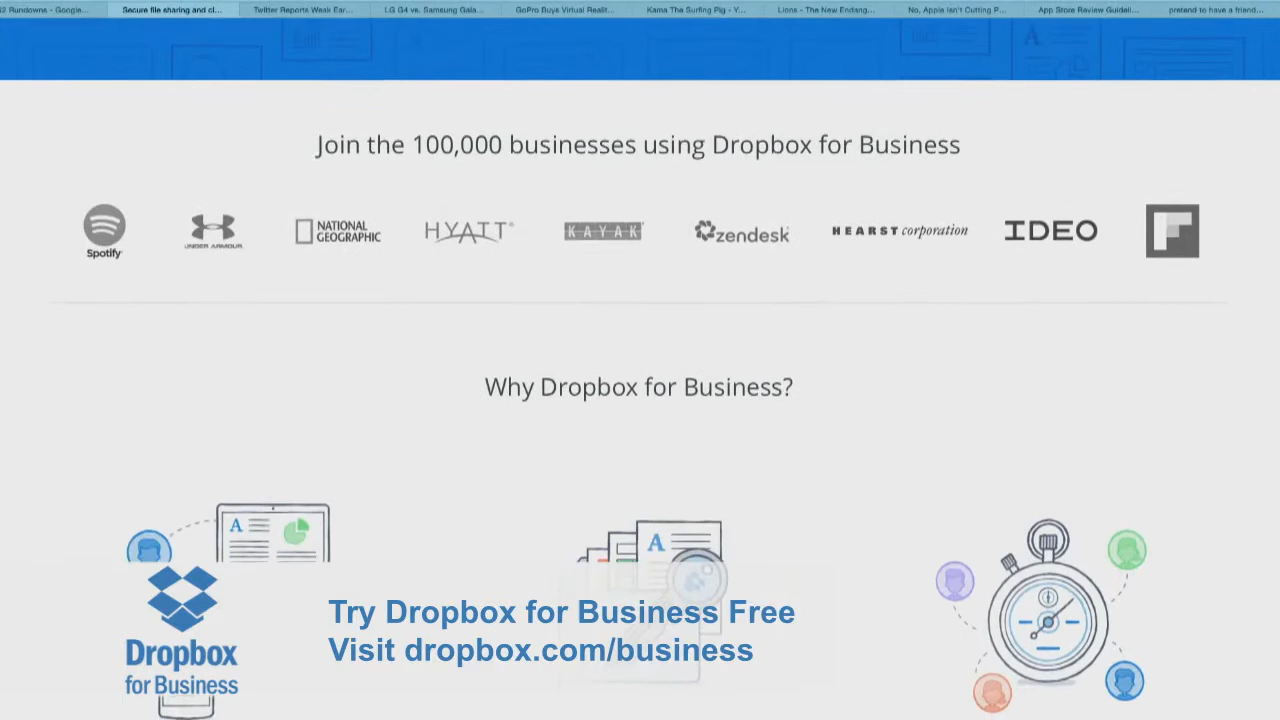 S2 Rundowns - Google...
Secure file sharing and cl...
Twitter Reports Weak Ear...
LG G4 vs. Samsung Gala...
GoPro Buys Virtual Realit...
Kama The Surfing Pig - Y...
Lions - The New Endang...
No, Apple Isn't Cutting P...
App Store Review Guideli...
pretend to have a friend...
Join the 100,000 businesses using Dropbox for Business
Spotify
UNDER ARMOUR
NATIONAL
GEOGRAPHIC
HYATT
KAYAK
zendesk
HEARST corporation
IDEO
Why Dropbox for Business?
A
A
A
Try Dropbox for Business Free
Visit dropbox.com/business
Dropbox
for Business